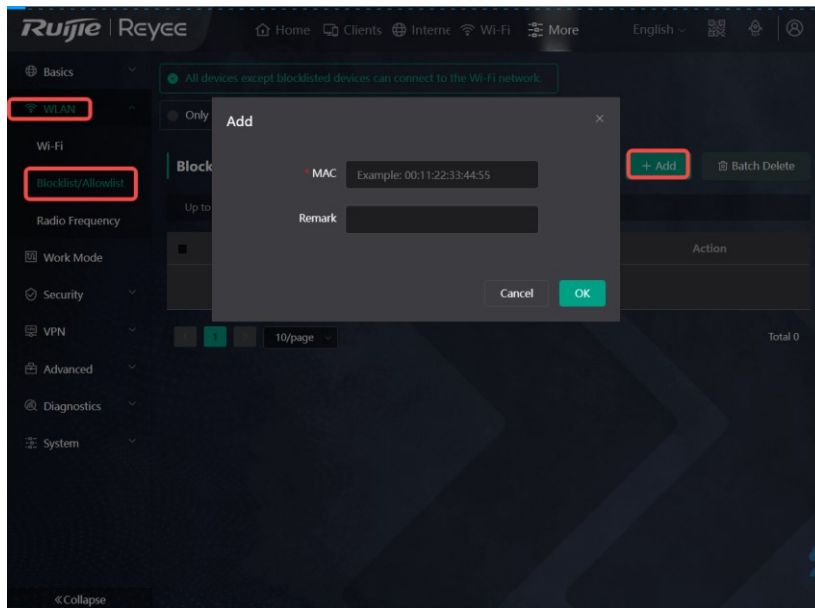 Ruijie | Reyee
Home Clients Interne Wi-Fi More English
Basics
All devices except blocklisted devices can connect to the Wi-Fi network.
WLAN
Only
Add
Wi-Fi
Block
* MAC Example: 00:11:22:33:44:55
+ Add Batch Delete
Blocklist/Allowlist
Up to
Remark
Radio Frequency
Action
Work Mode
Security
Cancel OK
VPN
1 10/page Total 0
Advanced
Diagnostics
System
«Collapse